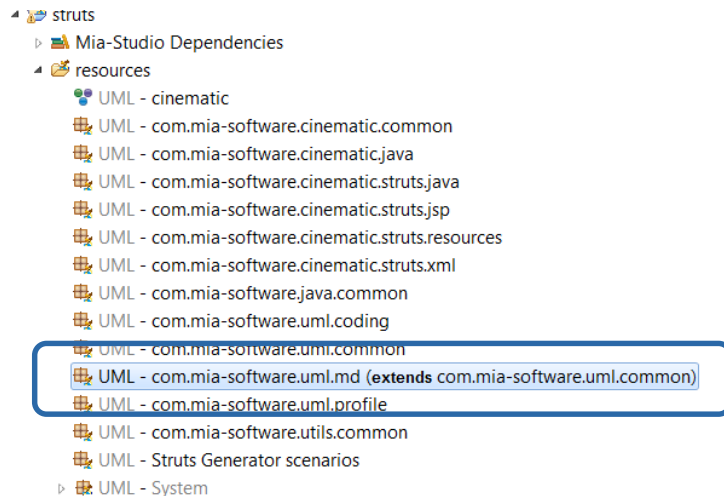 struts
Mia-Studio Dependencies
resources
UML - cinematic
UML - com.mia-software.cinematic.common
UML - com.mia-software.cinematic.java
UML - com.mia-software.cinematic.struts.java
UML - com.mia-software.cinematic.struts.jsp
UML - com.mia-software.cinematic.struts.resources
UML - com.mia-software.cinematic.struts.xml
UML - com.mia-software.java.common
UML - com.mia-software.uml.coding
UML - com.mia-software.uml.common
UML - com.mia-software.uml.md (extends com.mia-software.uml.common)
UML - com.mia-software.uml.profile
UML - com.mia-software.utils.common
UML - Struts Generator scenarios
UML - System